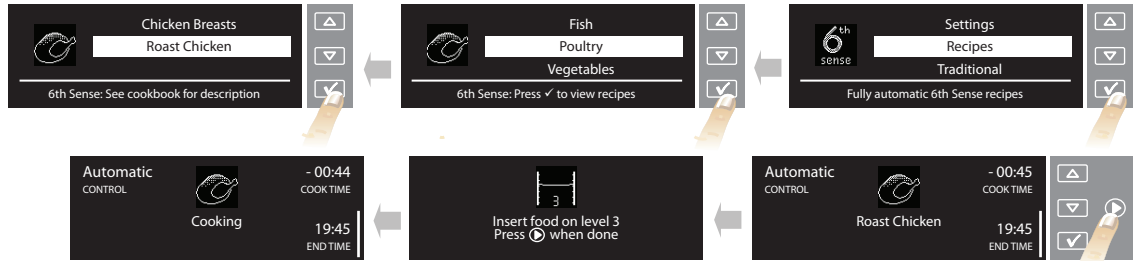 Chicken Breasts
Roast Chicken
6th Sense: See cookbook for description
Fish
Poultry
Vegetables
6th Sense: Press ✓ to view recipes
6th
sense
Settings
Recipes
Traditional
Fully automatic 6th Sense recipes
Automatic
CONTROL
- 00:44
COOK TIME
Cooking
19:45
END TIME
3
Insert food on level 3
Press ▶ when done
Automatic
CONTROL
- 00:45
COOK TIME
Roast Chicken
19:45
END TIME